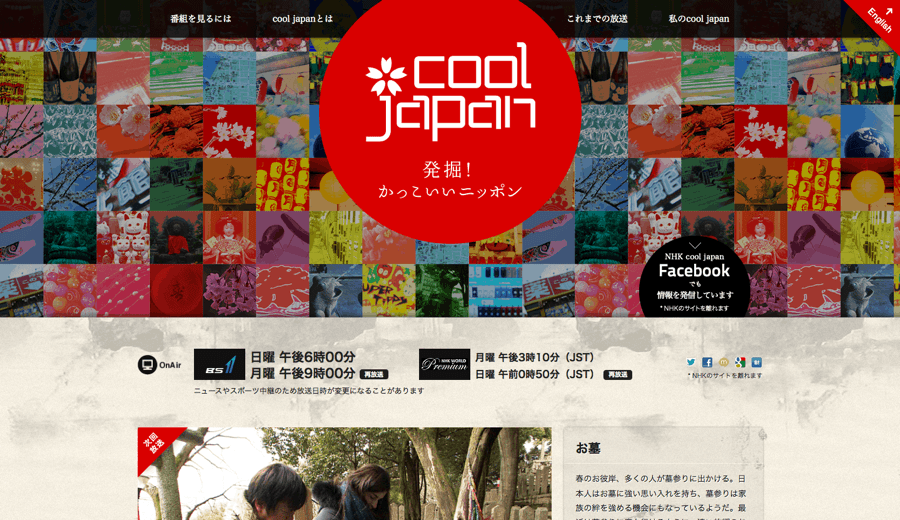 番組を見るには
cool japanとは
これまでの放送
私のcool japan
English
cool
japan
発掘！
かっこいいニッポン
NHK cool japan
Facebook
でも
情報を発信しています
*NHKのサイトを離れます
OnAir
BS1
日曜 午後6時00分
月曜 午後9時00分 再放送
ニュースやスポーツ中継のため放送日時が変更になることがあります
NHK WORLD
Premium
月曜 午後3時10分（JST）
日曜 午前0時50分（JST） 再放送
*NHKのサイトを離れます
次回
放送
お墓
春のお彼岸、多くの人が墓参りに出かける。日
本人はお墓に強い思い入れを持ち、墓参りは家
族の絆を強める機会にもなっているようだ。最